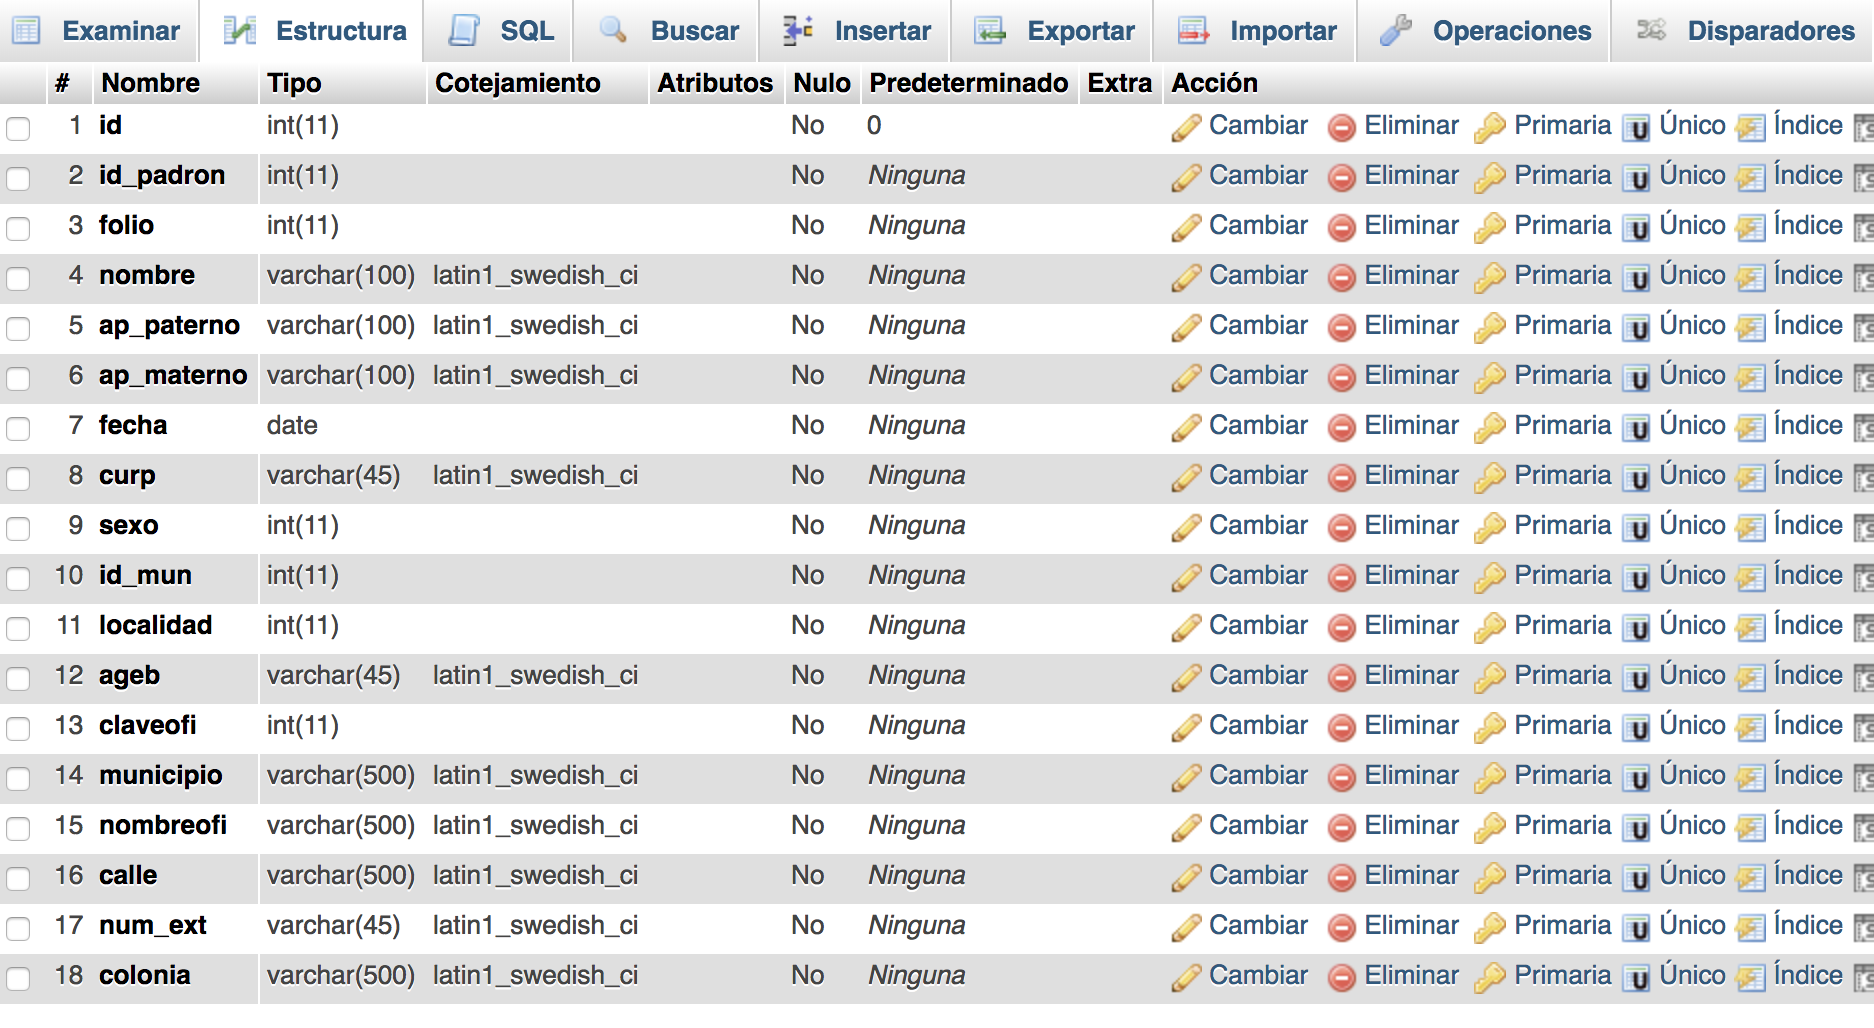 Examinar Estructura SQL Buscar Insertar Exportar Importar Operaciones Disparadores
# Nombre Tipo Cotejamiento Atributos Nulo Predeterminado Extra Acción
1 id int(11) No 0 Cambiar Eliminar Primaria U Único Índice
2 id_padron int(11) No Ninguna Cambiar Eliminar Primaria U Único Índice
3 folio int(11) No Ninguna Cambiar Eliminar Primaria U Único Índice
4 nombre varchar(100) latin1_swedish_ci No Ninguna Cambiar Eliminar Primaria U Único Índice
5 ap_paterno varchar(100) latin1_swedish_ci No Ninguna Cambiar Eliminar Primaria U Único Índice
6 ap_materno varchar(100) latin1_swedish_ci No Ninguna Cambiar Eliminar Primaria U Único Índice
7 fecha date No Ninguna Cambiar Eliminar Primaria U Único Índice
8 curp varchar(45) latin1_swedish_ci No Ninguna Cambiar Eliminar Primaria U Único Índice
9 sexo int(11) No Ninguna Cambiar Eliminar Primaria U Único Índice
10 id_mun int(11) No Ninguna Cambiar Eliminar Primaria U Único Índice
11 localidad int(11) No Ninguna Cambiar Eliminar Primaria U Único Índice
12 ageb varchar(45) latin1_swedish_ci No Ninguna Cambiar Eliminar Primaria U Único Índice
13 claveofi int(11) No Ninguna Cambiar Eliminar Primaria U Único Índice
14 municipio varchar(500) latin1_swedish_ci No Ninguna Cambiar Eliminar Primaria U Único Índice
15 nombreofi varchar(500) latin1_swedish_ci No Ninguna Cambiar Eliminar Primaria U Único Índice
16 calle varchar(500) latin1_swedish_ci No Ninguna Cambiar Eliminar Primaria U Único Índice
17 num_ext varchar(45) latin1_swedish_ci No Ninguna Cambiar Eliminar Primaria U Único Índice
18 colonia varchar(500) latin1_swedish_ci No Ninguna Cambiar Eliminar Primaria U Único Índice